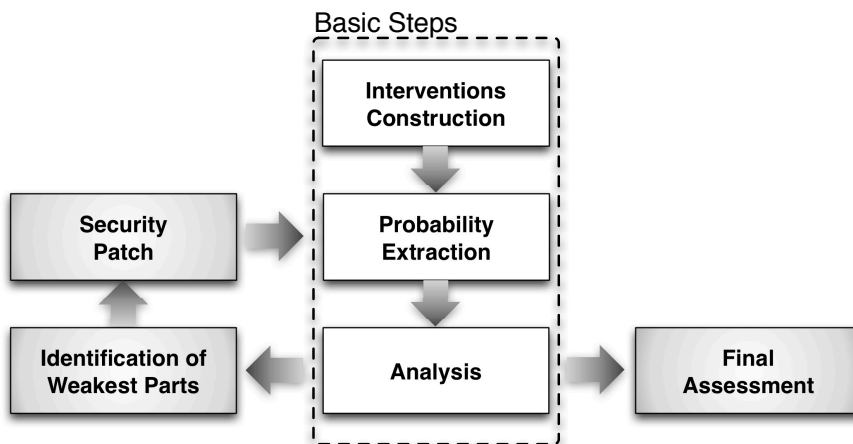 Basic Steps
Interventions
Construction
Security
Patch
Probability
Extraction
Identification of
Weakest Parts
Analysis
Final
Assessment